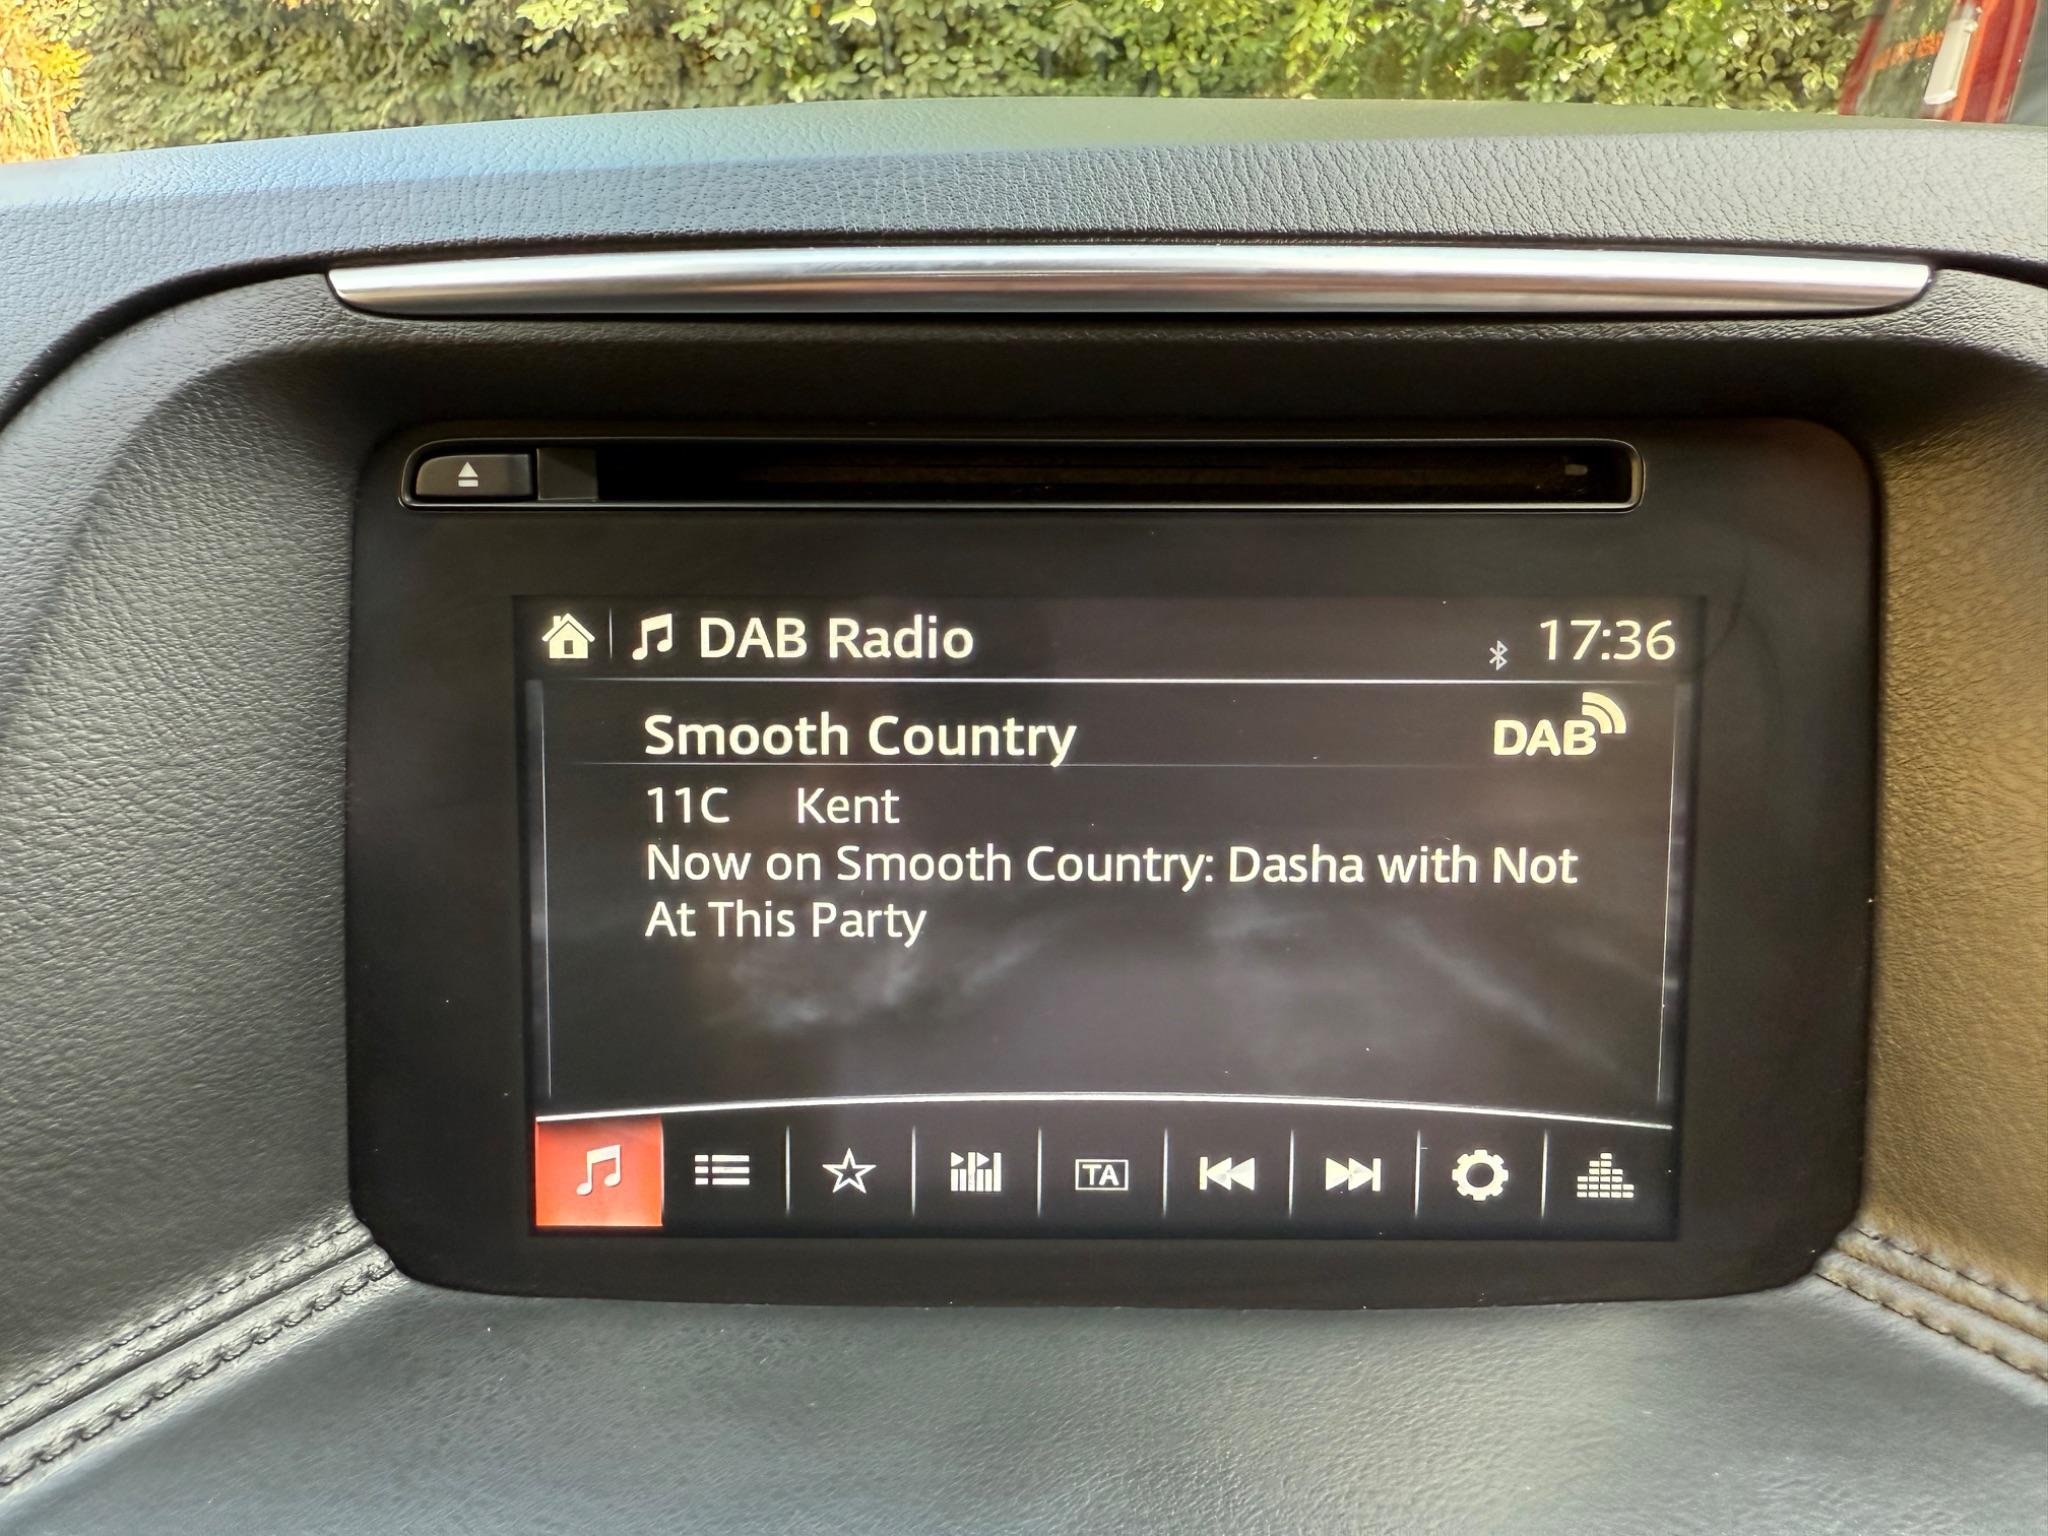 DAB Radio 17:36
Smooth Country DAB
11C Kent
Now on Smooth Country: Dasha with Not
At This Party
TA